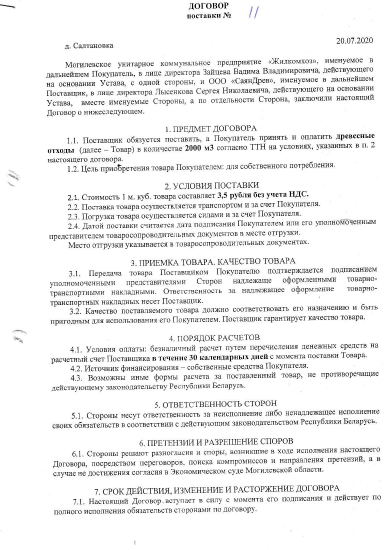 ДОГОВОР
поставки № 11
д. Салтановка 20.07.2020
Могилевское унитарное коммунальное предприятие «Жилкомхоз», именуемое в
дальнейшем Покупатель, в лице директора Зайцева Вадима Владимировича, действующего
на основании Устава, с одной стороны, и ООО «СаянДрев», именуемое в дальнейшем
Поставщик, в лице директора Лысенкова Сергея Николаевича, действующего на основании
Устава, вместе именуемые Стороны, а по отдельности Сторона, заключили настоящий
Договор о нижеследующем.
1. ПРЕДМЕТ ДОГОВОРА
1.1. Поставщик обязуется поставить, а Покупатель принять и оплатить древесные
отходы (далее – Товар) в количестве 2000 м3 согласно ТТН на условиях, указанных в п. 2
настоящего договора.
1.2. Цель приобретения товара Покупателем: для собственного потребления.
2. УСЛОВИЯ ПОСТАВКИ
2.1. Стоимость 1 м. куб. товара составляет 3,5 рубля без учета НДС.
2.2. Поставка товара осуществляется транспортом и за счет Покупателя.
2.3. Погрузка товара осуществляется силами и за счет Покупателя.
2.4. Датой поставки считается дата подписания Покупателем или его уполномоченным
представителем товаросопроводительных документов в месте отгрузки.
Место отгрузки указывается в товаросопроводительных документах.
3. ПРИЕМКА ТОВАРА. КАЧЕСТВО ТОВАРА
3.1. Передача товара Поставщиком Покупателю подтверждается подписанием
уполномоченными представителями Сторон надлежаще оформленными товарно-
транспортными накладными. Ответственность за надлежащее оформление товарно-
транспортных накладных несет Поставщик.
3.2. Качество поставляемого товара должно соответствовать его назначению и быть
пригодным для использования его Покупателем. Поставщик гарантирует качество товара.
4. ПОРЯДОК РАСЧЕТОВ
4.1. Условия оплаты: безналичный расчет путем перечисления денежных средств на
расчетный счет Поставщика в течение 30 календарных дней с момента поставки Товара.
4.2. Источник финансирования – собственные средства Покупателя.
4.3. Возможны иные формы расчета за поставленный товар, не противоречащие
действующему законодательству Республики Беларусь.
5. ОТВЕТСТВЕННОСТЬ СТОРОН
5.1. Стороны несут ответственность за неисполнение либо ненадлежащее исполнение
своих обязательств в соответствии с действующим законодательством Республики Беларусь.
6. ПРЕТЕНЗИИ И РАЗРЕШЕНИЕ СПОРОВ
6.1. Стороны решают разногласия и споры, возникшие в ходе исполнения настоящего
Договора, посредством переговоров, поиска компромиссов и направления претензий, а в
случае не достижения согласия в Экономическом суде Могилевской области.
7. СРОК ДЕЙСТВИЯ, ИЗМЕНЕНИЕ И РАСТОРЖЕНИЕ ДОГОВОРА
7.1. Настоящий Договор вступает в силу с момента его подписания и действует по
полного исполнения обязательств сторонами по договору.